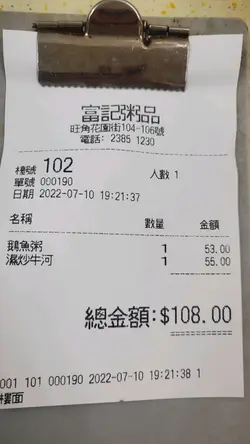 富記粥品
旺角花園街104-106號
電話: 2385 1230
檯號 102 人數 1
單號 000190
日期 2022-07-10 19:21:37
名稱 數量 金額
鵝魚粥 1 53.00
濕炒牛河 1 55.00
總金額:$108.00
001 101 000190 2022-07-10 19:21:38 1
樓面